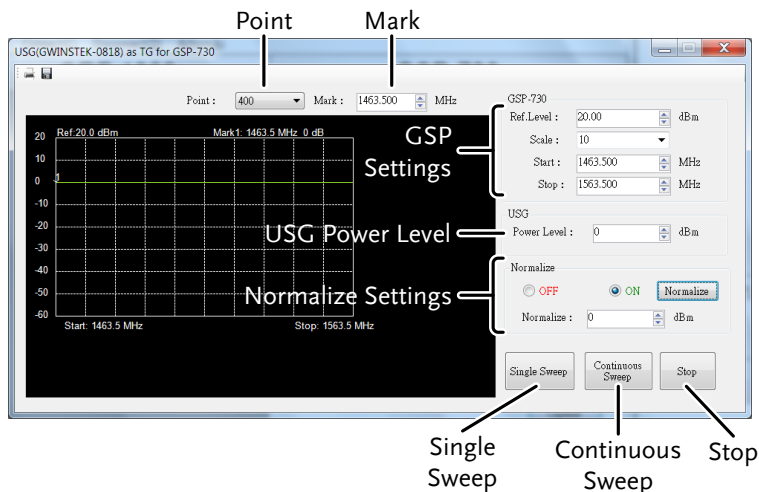 Point Mark
USG(GWINSTEK-0818) as TG for GSP-730
Point : 400 Mark : 1463.500 MHz
Ref:20.0 dBm Mark1: 1463.5 MHz 0 dB
20
10
0
-10
-20
-30
-40
-50
-60
1
Start: 1463.5 MHz Stop: 1563.5 MHz
GSP
Settings
GSP-730
Ref.Level : 20.00 dBm
Scale : 10
Start : 1463.500 MHz
Stop : 1563.500 MHz
USG Power Level
USG
Power Level : 0 dBm
Normalize Settings
Normalize
OFF ON Normalize
Normalize : 0 dBm
Single Sweep
Continuous
Sweep
Stop
Single
Sweep
Continuous
Sweep
Stop